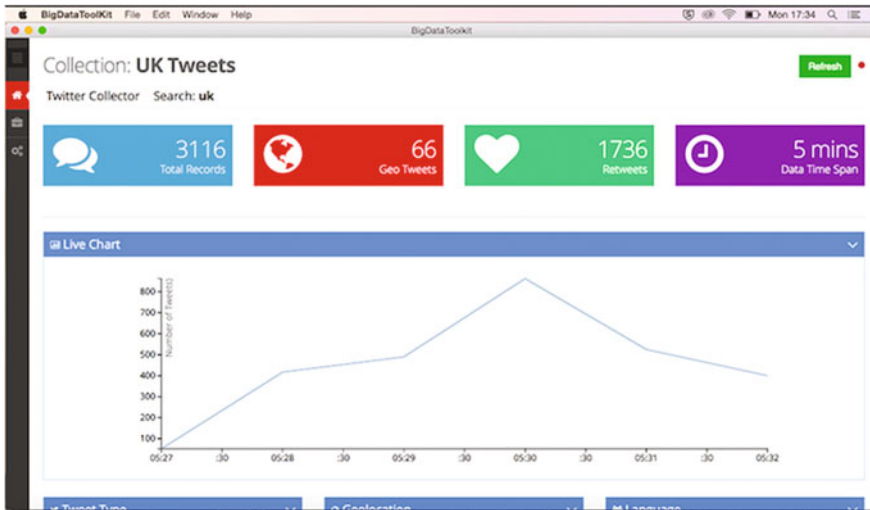 BigDataToolKit File Edit Window Help Mon 17:34
BigDataToolkit
Collection: UK Tweets
Refresh
Twitter Collector Search: uk
3116
Total Records
66
Geo Tweets
1736
Retweets
5 mins
Data Time Span
Live Chart
Number of Tweets)
800
700
600
500
400
300
200
100
05:27 :30 05:28 :30 05:29 :30 05:30 :30 05:31 :30 05:32
Tweet Type Geolocation Language